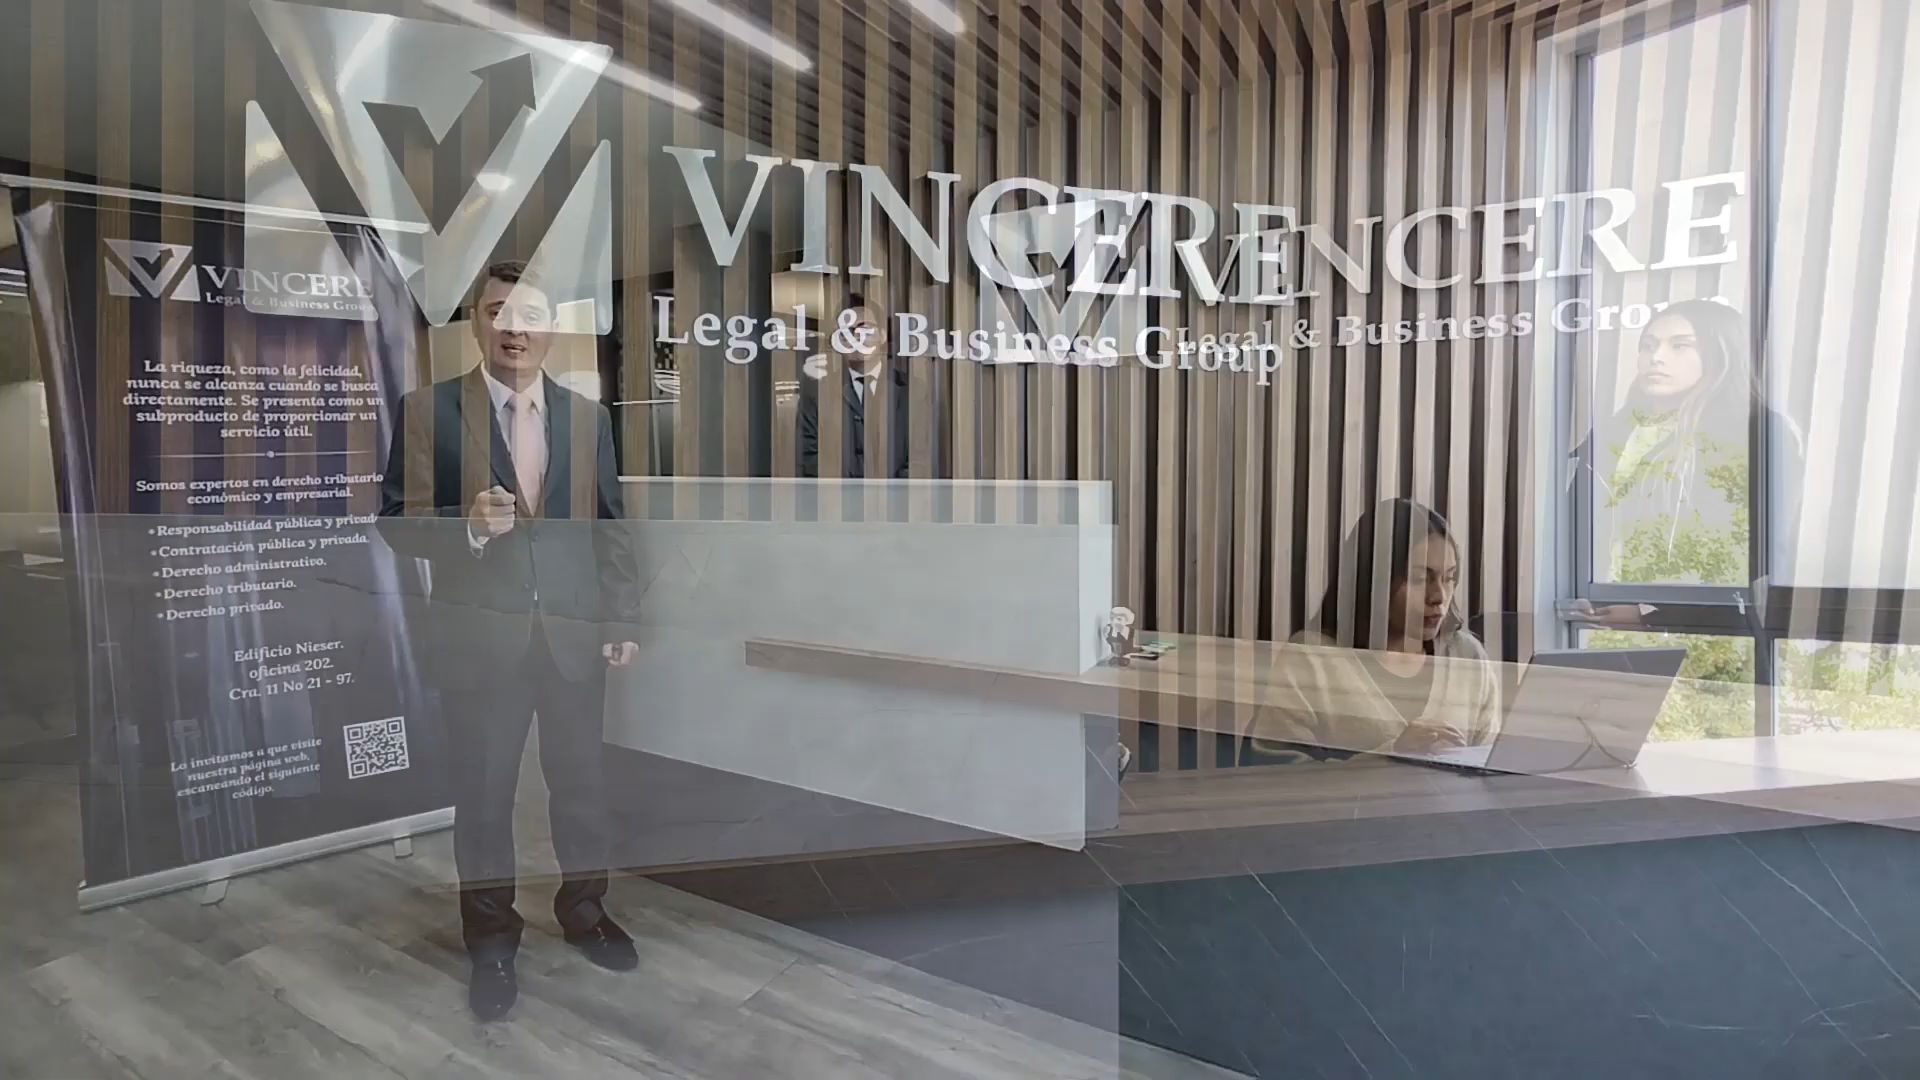 VINCERE
Legal & Business Group
VINCERE
Legal & Business Group
VINCERE
Legal & Business Group
La riqueza, como la felicidad,
nunca se alcanza cuando se busca
directamente. Se presenta como un
subproducto de proporcionar un
servicio útil.
Somos expertos en derecho tributario
económico y empresarial.
• Responsabilidad pública y privada
• Contratación pública y privada.
• Derecho administrativo.
• Derecho tributario.
• Derecho privado.
Edificio Nieser.
oficina 202.
Cra. 11 No 21 - 97.
Lo invitamos a que visite
nuestra página web,
escaneando el siguiente
código.